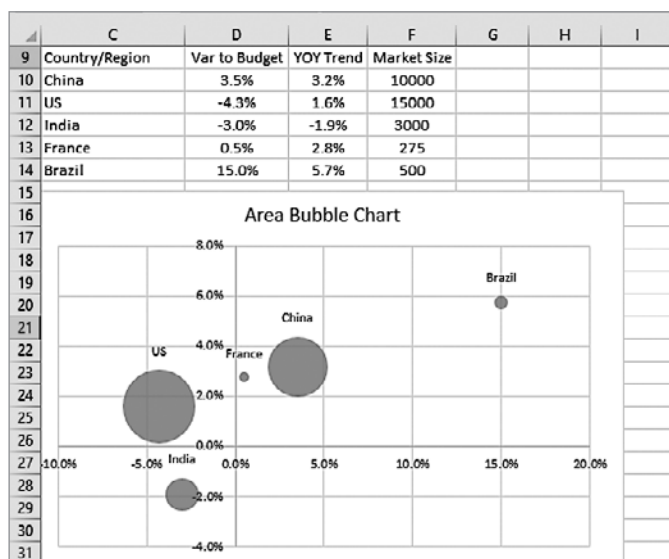 C D E F G H I
9 Country/Region Var to Budget YOY Trend Market Size
10 China 3.5% 3.2% 10000
11 US -4.3% 1.6% 15000
12 India -3.0% -1.9% 3000
13 France 0.5% 2.8% 275
14 Brazil 15.0% 5.7% 500
15
16 Area Bubble Chart
17
18 8.0%
19 Brazil
20 6.0%
21 China
22 US 4.0% France
23
24 2.0%
25
26 0.0%
27 -10.0% -5.0% India 0.0% 5.0% 10.0% 15.0% 20.0%
28
29 -2.0%
30
31 -4.0%